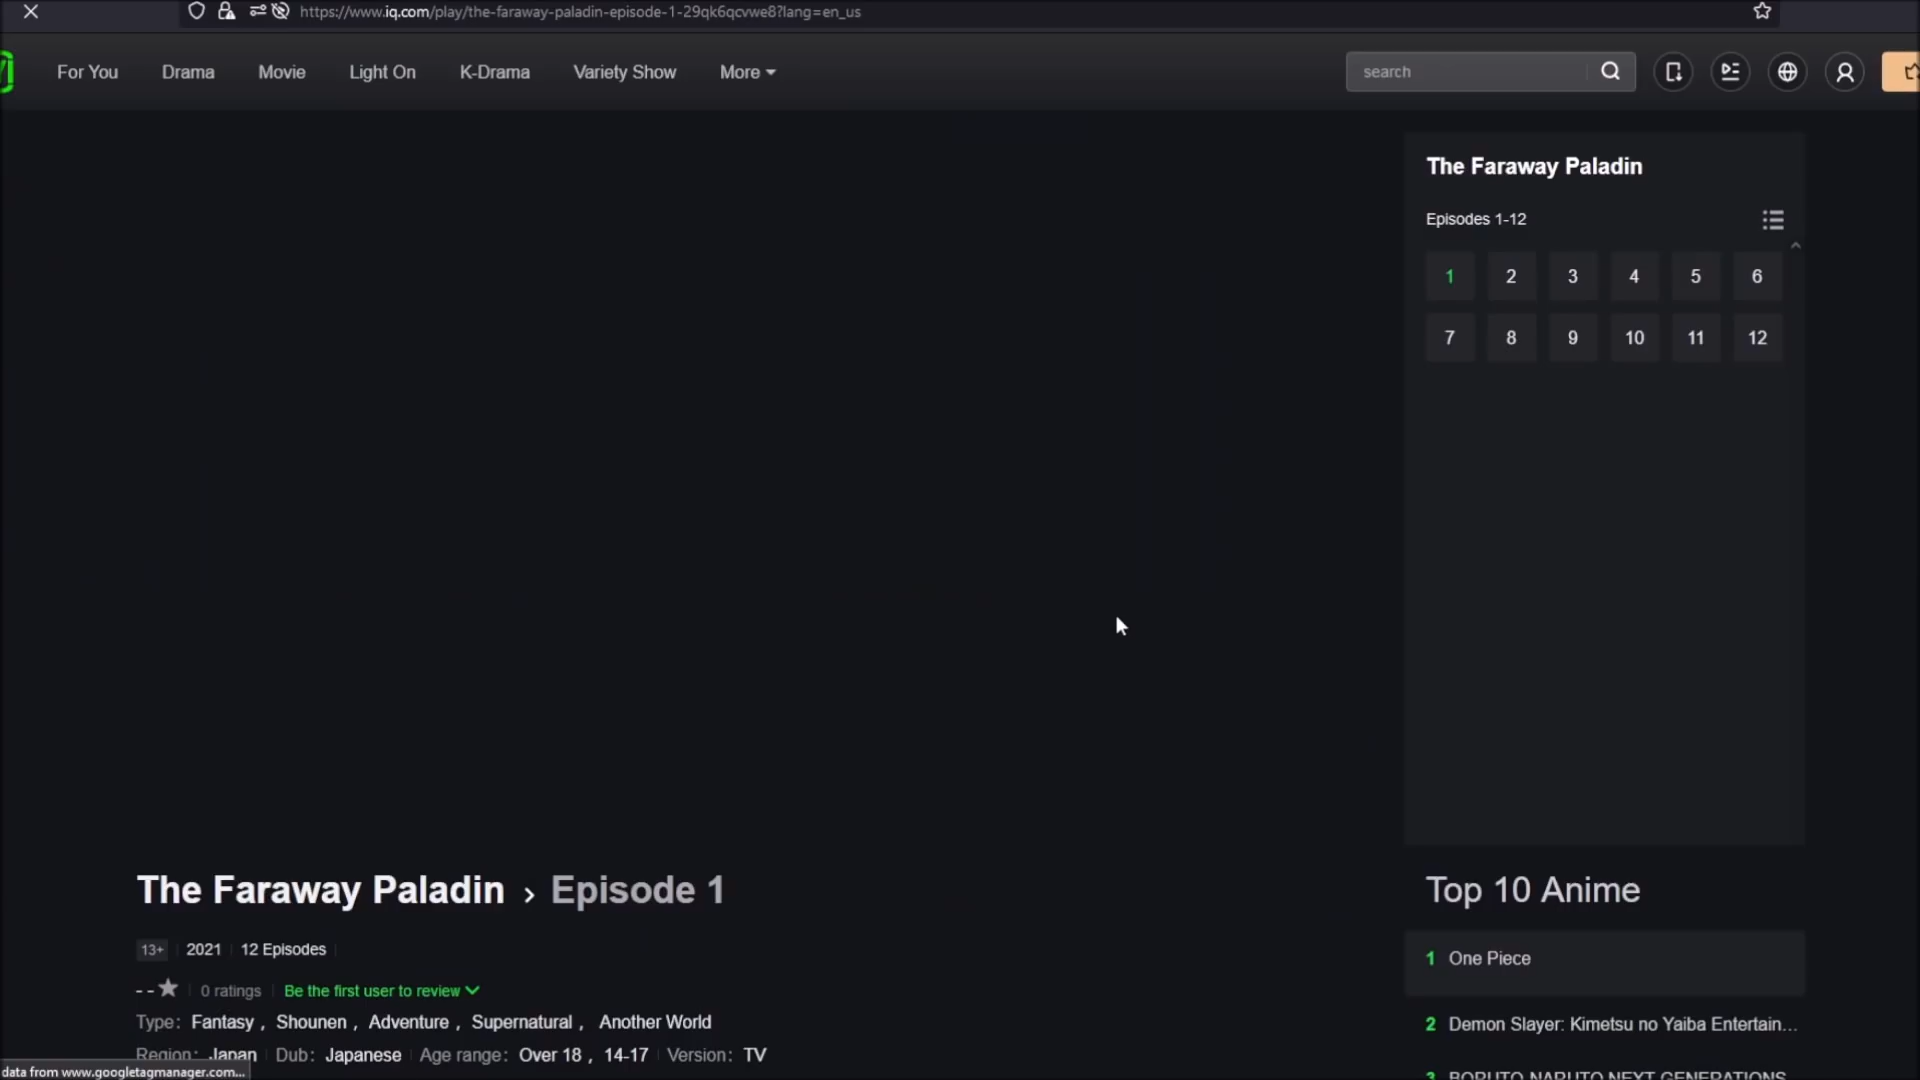 https://www.iq.com/play/the-faraway-paladin-episode-1-29qk6qcvwe8?lang=en_us
For You Drama Movie Light On K-Drama Variety Show More search
The Faraway Paladin
Episodes 1-12
1 2 3 4 5 6
7 8 9 10 11 12
The Faraway Paladin › Episode 1
13+ 2021 12 Episodes
-- 0 ratings Be the first user to review
Type: Fantasy , Shounen , Adventure , Supernatural , Another World
Region: Japan Dub: Japanese Age range: Over 18 , 14-17 Version: TV
data from www.googletagmanager.com...
Top 10 Anime
1 One Piece
2 Demon Slayer: Kimetsu no Yaiba Entertain...
3 BORUTO-NARUTO NEXT GENERATIONS